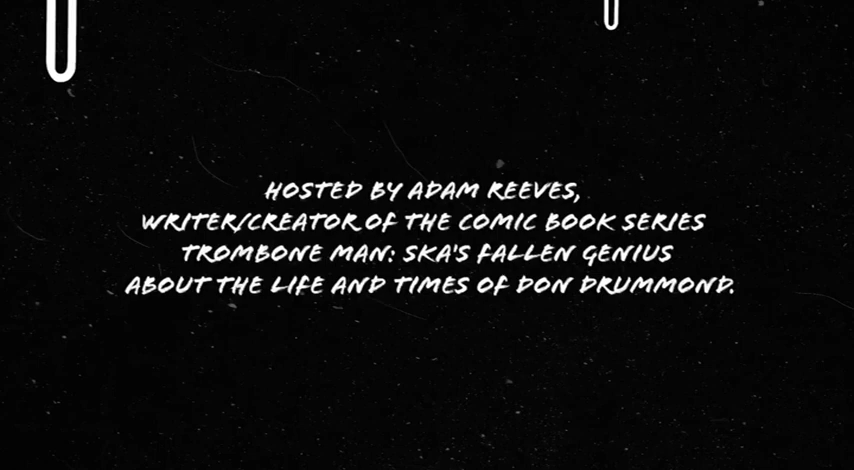 HOSTED BY ADAM REEVES,
WRITER/CREATOR OF THE COMIC BOOK SERIES
TROMBONE MAN: SKA'S FALLEN GENIUS
ABOUT THE LIFE AND TIMES OF DON DRUMMOND.